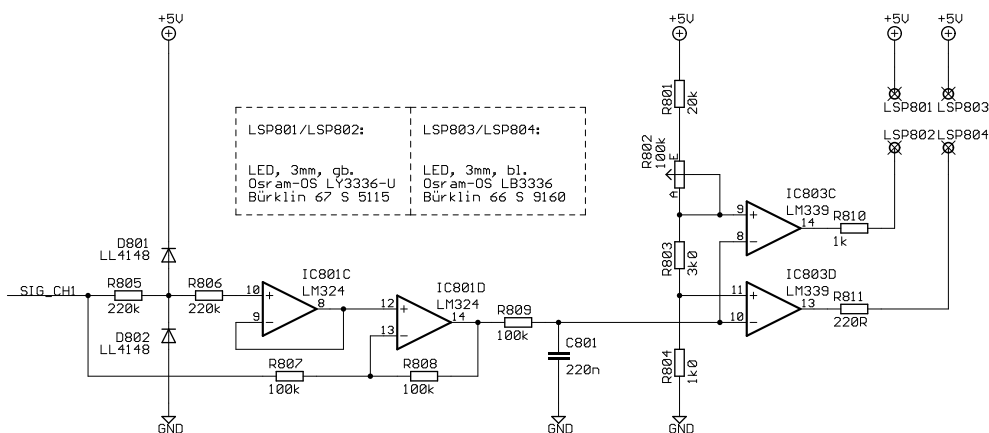 +5V
+5V
+5V
+5V
R801
20k
LSP801
LSP803
LSP802
LSP804
LSP801/LSP802:
LSP803/LSP804:
LED, 3mm, gb.
Osram-OS LY3336-U
Bürklin 67 S 5115
LED, 3mm, bl.
Osram-OS LB3336
Bürklin 66 S 9160
R802
100k
E
A
IC803C
LM339
9
+
8
-
14
R810
1k
D801
LL4148
R803
3k0
SIG_CH1
R805
220k
R806
220k
IC801C
LM324
10
+
9
-
8
IC801D
LM324
12
+
13
-
14
R809
100k
IC803D
LM339
11
+
10
-
13
R811
220R
D802
LL4148
C801
220n
R804
1k0
R807
100k
R808
100k
GND
GND
GND